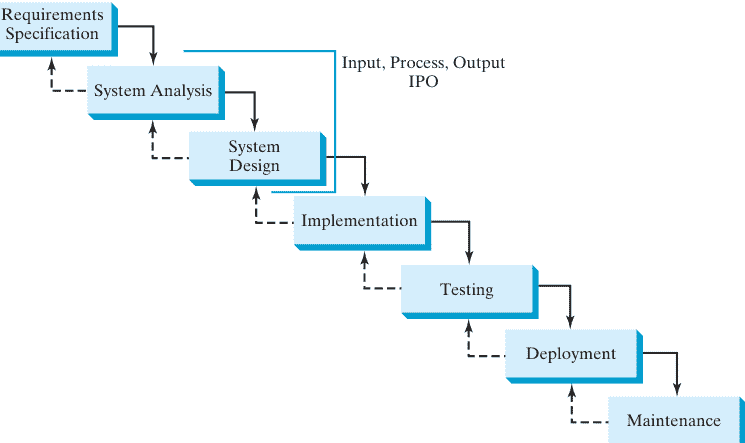 Requirements
Specification
Input, Process, Output
IPO
System Analysis
System
Design
Implementation
Testing
Deployment
Maintenance